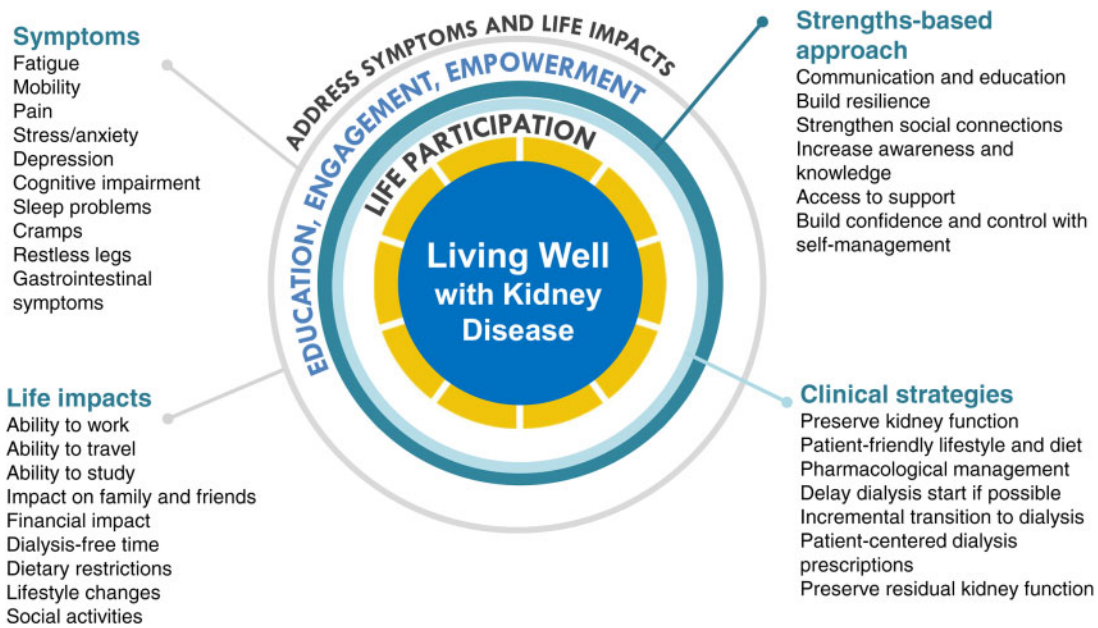 Symptoms
Fatigue
Mobility
Pain
Stress/anxiety
Depression
Cognitive impairment
Sleep problems
Cramps
Restless legs
Gastrointestinal
symptoms
Life impacts
Ability to work
Ability to travel
Ability to study
Impact on family and friends
Financial impact
Dialysis-free time
Dietary restrictions
Lifestyle changes
Social activities
ADDRESS SYMPTOMS AND LIFE IMPACTS
EDUCATION, ENGAGEMENT, EMPOWERMENT
LIFE PARTICIPATION
Living Well
with Kidney
Disease
Strengths-based
approach
Communication and education
Build resilience
Strengthen social connections
Increase awareness and
knowledge
Access to support
Build confidence and control with
self-management
Clinical strategies
Preserve kidney function
Patient-friendly lifestyle and diet
Pharmacological management
Delay dialysis start if possible
Incremental transition to dialysis
Patient-centered dialysis
prescriptions
Preserve residual kidney function